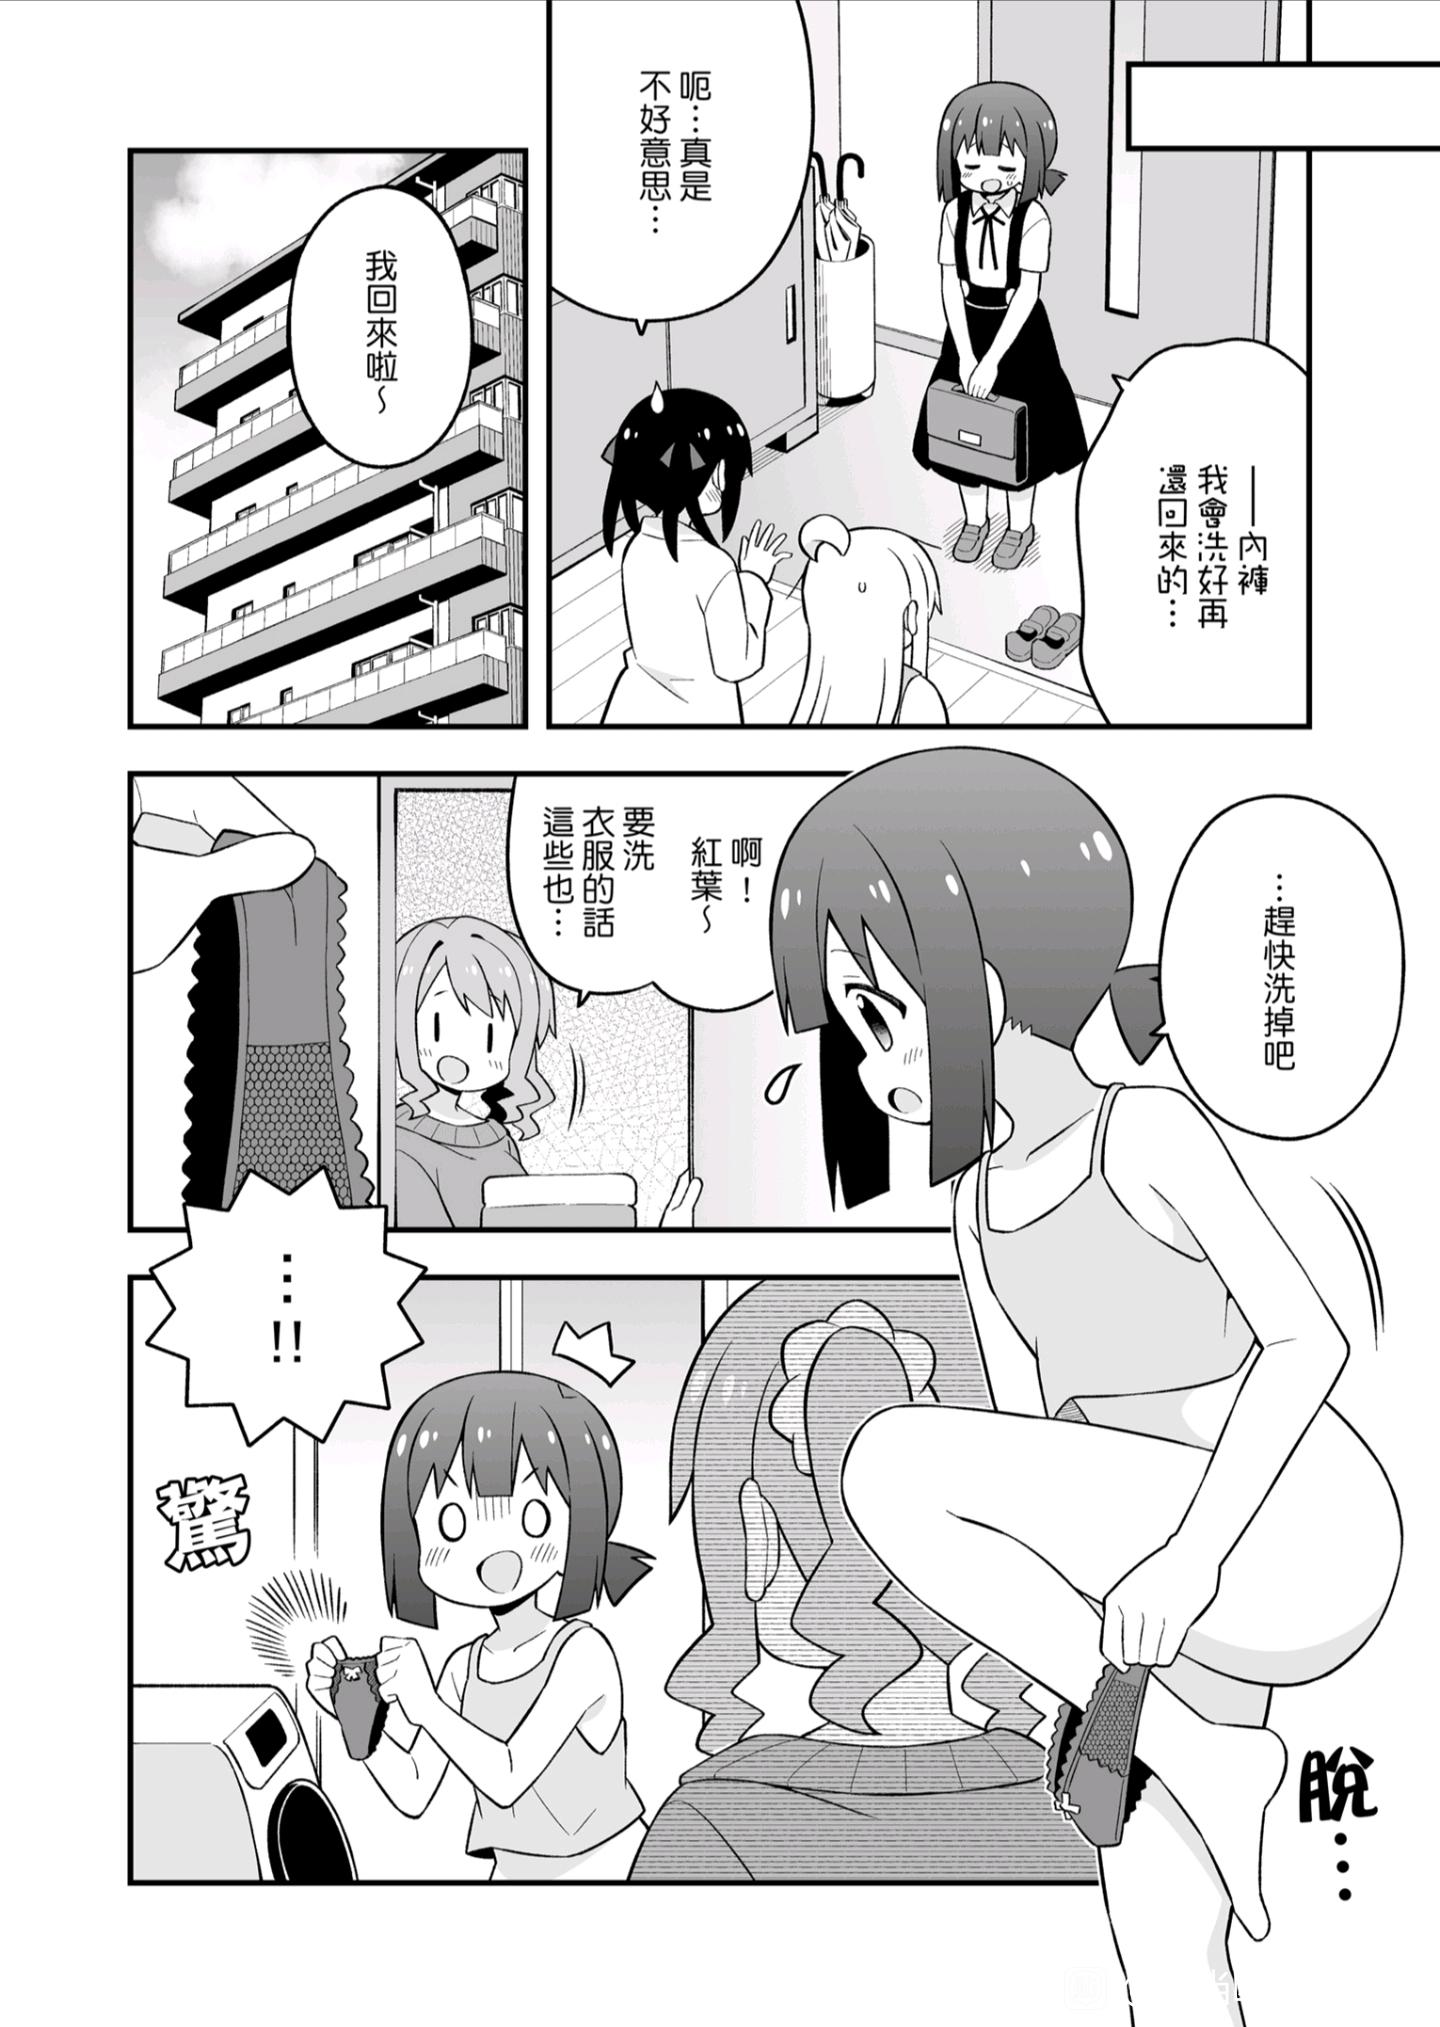 ──內褲
我會洗好再
還回來的…
呃…真是
不好意思…
我回來啦～
…趕快洗掉吧
脫…
啊！
紅葉～
要洗
衣服的話
這些也…
…!!
驚